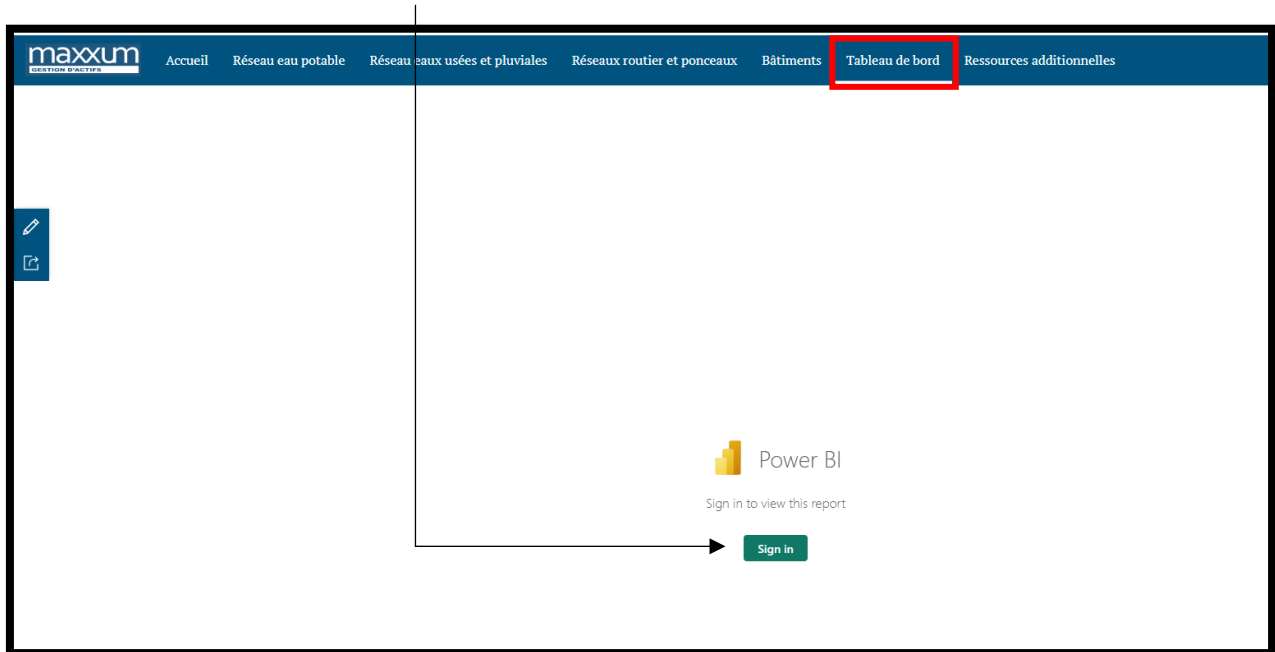 maxxum
GESTION D'ACTIFS
Accueil Réseau eau potable Réseau eaux usées et pluviales Réseaux routier et ponceaux Bâtiments Tableau de bord Ressources additionnelles
Power BI
Sign in to view this report
Sign in